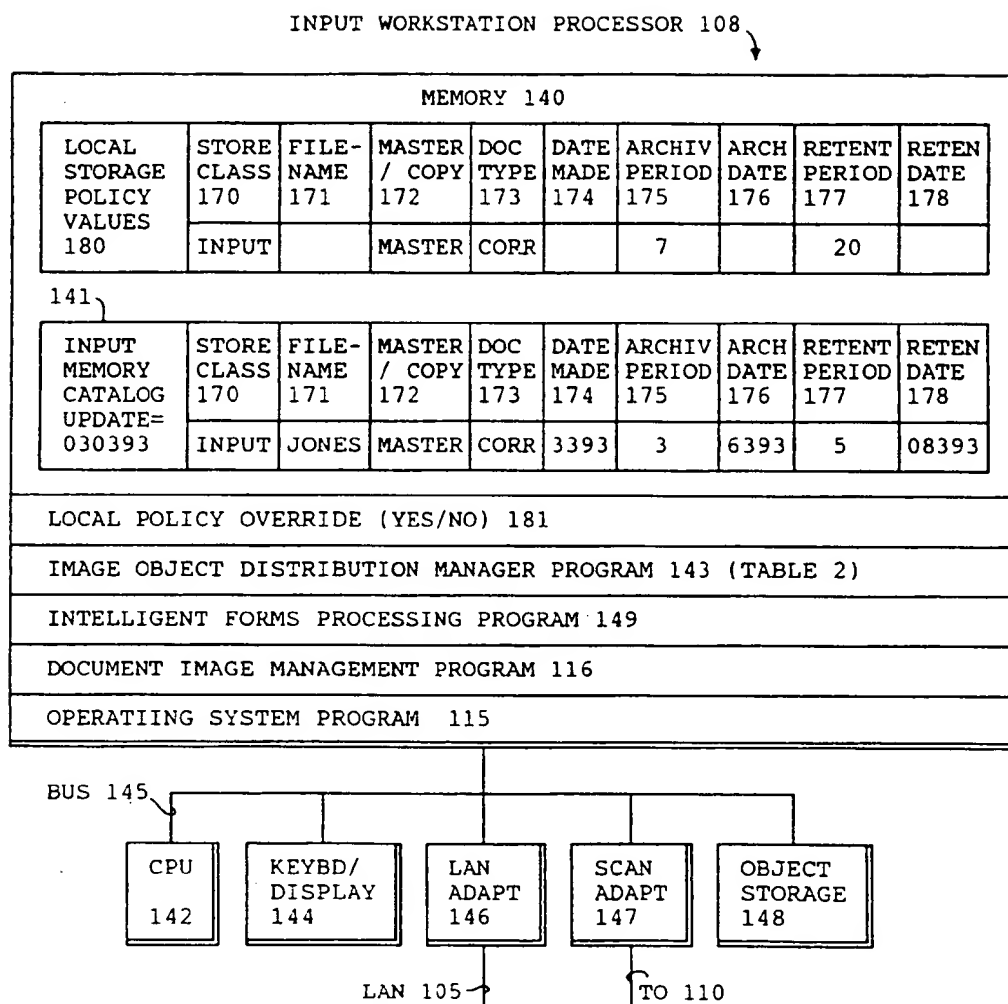 INPUT WORKSTATION PROCESSOR 108
MEMORY 140
LOCAL STORAGE POLICY VALUES 180
STORE CLASS 170
FILE-NAME 171
MASTER / COPY 172
DOC TYPE 173
DATE MADE 174
ARCHIV PERIOD 175
ARCH DATE 176
RETENT PERIOD 177
RETEN DATE 178
INPUT MASTER CORR 7 20
141
INPUT MEMORY CATALOG UPDATE= 030393
STORE CLASS 170
FILE-NAME 171
MASTER / COPY 172
DOC TYPE 173
DATE MADE 174
ARCHIV PERIOD 175
ARCH DATE 176
RETENT PERIOD 177
RETEN DATE 178
INPUT JONES MASTER CORR 3393 3 6393 5 08393
LOCAL POLICY OVERRIDE (YES/NO) 181
IMAGE OBJECT DISTRIBUTION MANAGER PROGRAM 143 (TABLE 2)
INTELLIGENT FORMS PROCESSING PROGRAM 149
DOCUMENT IMAGE MANAGEMENT PROGRAM 116
OPERATIING SYSTEM PROGRAM 115
BUS 145
CPU 142
KEYBD/ DISPLAY 144
LAN ADAPT 146
SCAN ADAPT 147
OBJECT STORAGE 148
LAN 105
TO 110